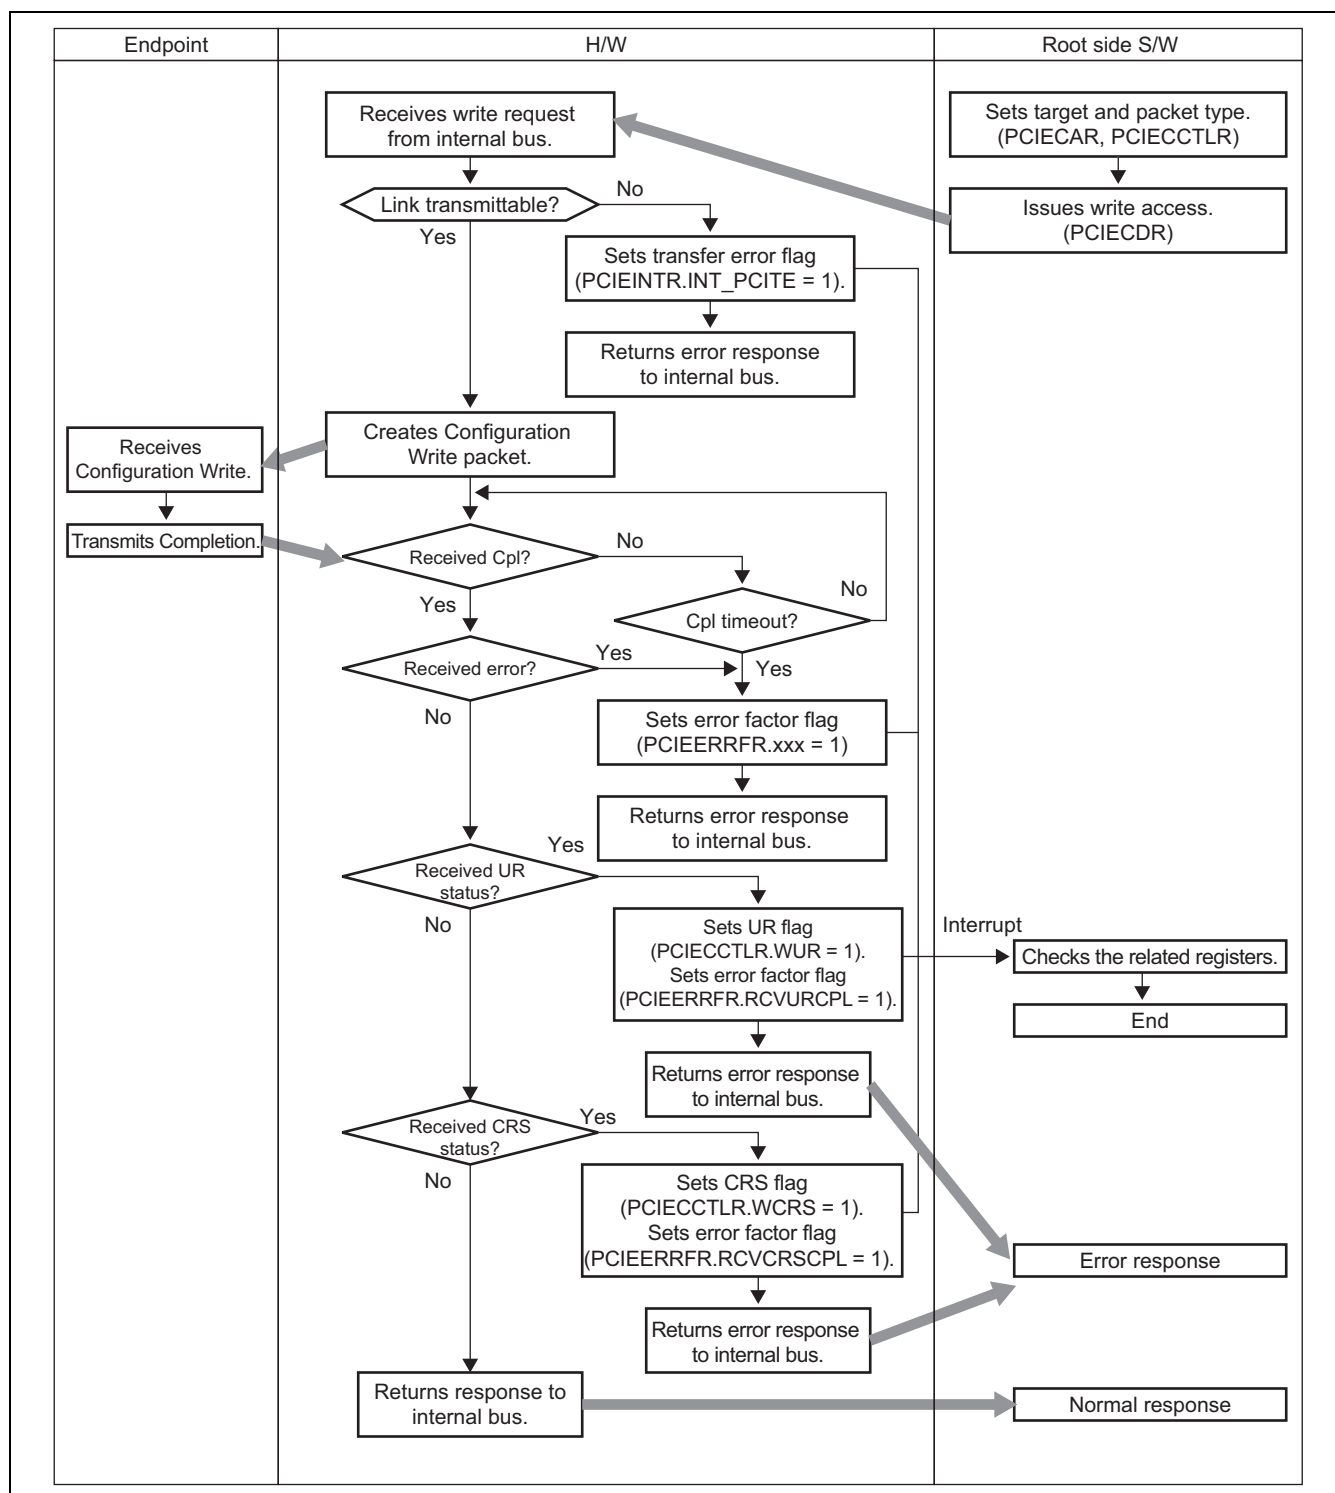 Endpoint
H/W
Root side S/W
Receives write request
from internal bus.
Sets target and packet type.
(PCIECAR, PCIECCTLR)
Link transmittable?
No
Yes
Issues write access.
(PCIECDR)
Sets transfer error flag
(PCIEINTR.INT_PCITE = 1).
Returns error response
to internal bus.
Creates Configuration
Write packet.
Receives
Configuration Write.
Transmits Completion.
Received Cpl?
No
Yes
Cpl timeout?
No
Yes
Received error?
Yes
No
Sets error factor flag
(PCIEERRFR.xxx = 1)
Returns error response
to internal bus.
Received UR
status?
Yes
No
Sets UR flag
(PCIECCTLR.WUR = 1).
Sets error factor flag
(PCIEERRFR.RCVURCPL = 1).
Interrupt
Checks the related registers.
End
Returns error response
to internal bus.
Received CRS
status?
Yes
No
Sets CRS flag
(PCIECCTLR.WCRS = 1).
Sets error factor flag
(PCIEERRFR.RCVCRSCPL = 1).
Error response
Returns error response
to internal bus.
Returns response to
internal bus.
Normal response